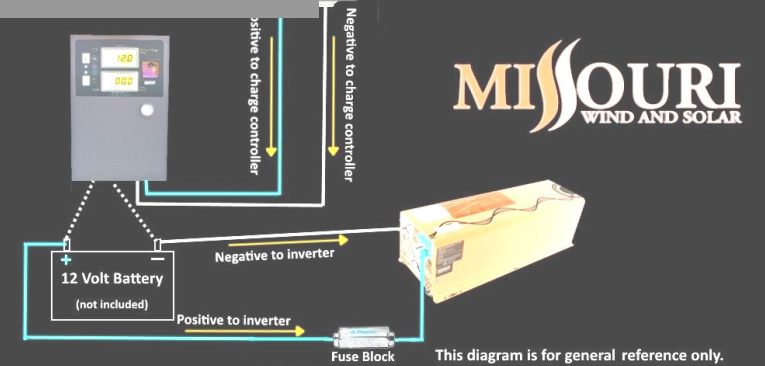 Positive to charge controller
Negative to charge controller
12.0
00.0
MISSOURI
WIND AND SOLAR
Negative to inverter
+ −
12 Volt Battery
(not included)
Positive to inverter
Fuse Block
This diagram is for general reference only.